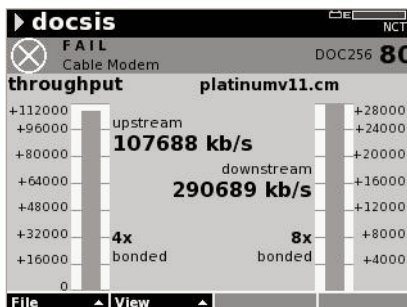 docsis
E
NCT
FAIL
Cable Modem
DOC256 80
throughput platinumv11.cm
+112000
+96000
+80000
+64000
+48000
+32000
+16000
0
upstream
107688 kb/s
downstream
290689 kb/s
4x
bonded
8x
bonded
+28000
+24000
+20000
+16000
+12000
+8000
+4000
File View